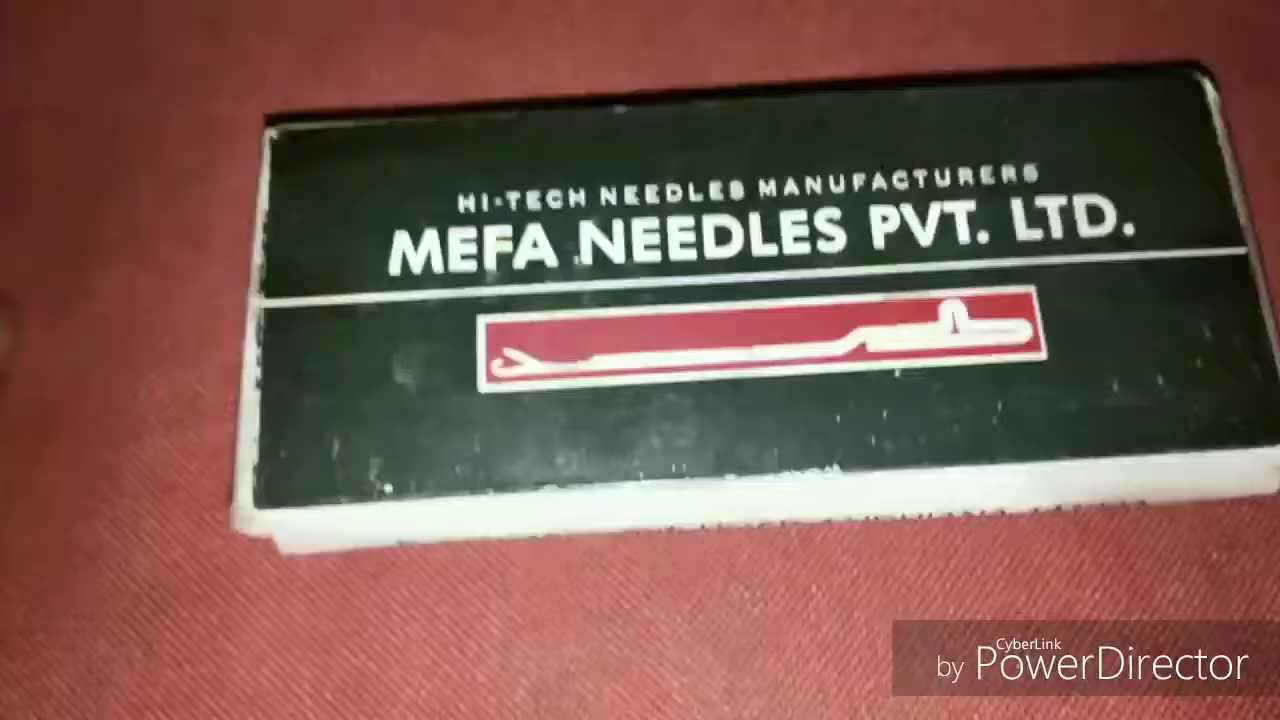 HI-TECH NEEDLES MANUFACTURERS
MEFA NEEDLES PVT. LTD.
CyberLink
by PowerDirector